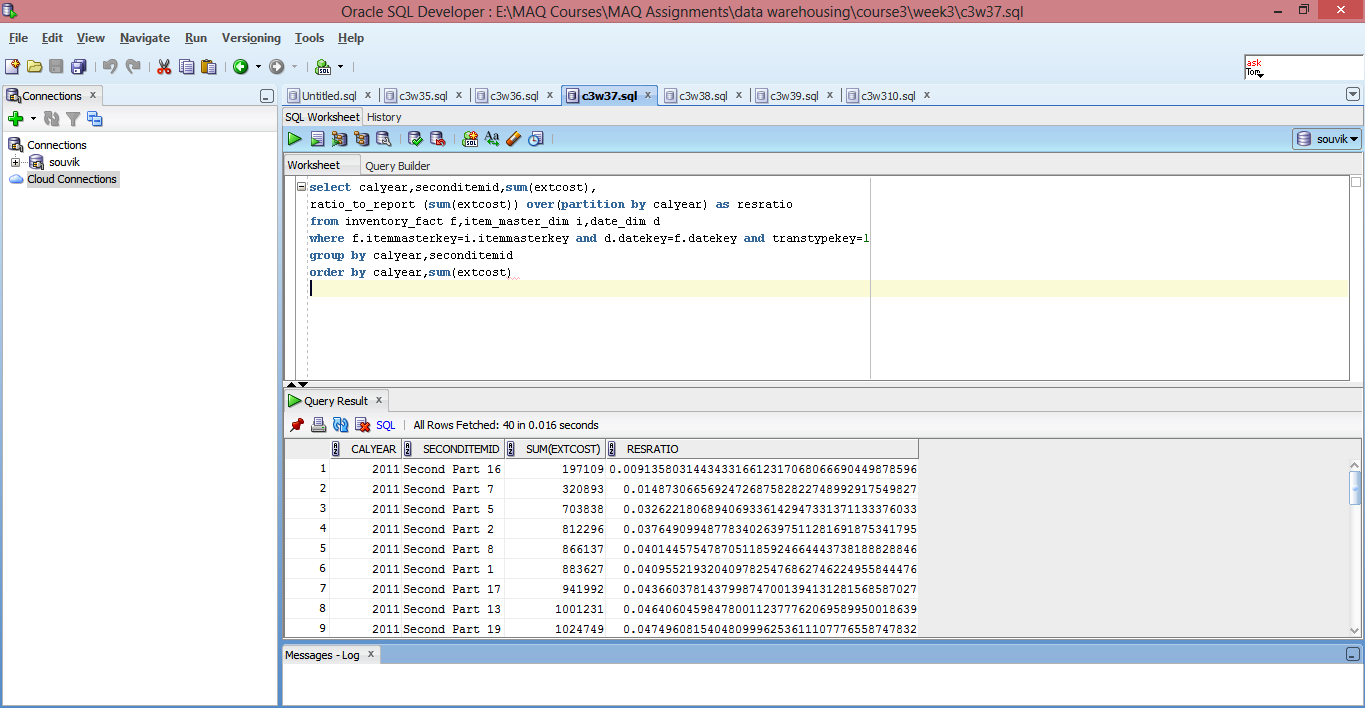 Oracle SQL Developer : E:\MAQ Courses\MAQ Assignments\data warehousing\course3\week3\c3w37.sql
File Edit View Navigate Run Versioning Tools Help
ask
Tom
Connections x
Untitled.sql x c3w35.sql x c3w36.sql x c3w37.sql x c3w38.sql x c3w39.sql x c3w310.sql x
SQL Worksheet History
Connections
souvik
Cloud Connections
souvik
Worksheet Query Builder
select calyear,seconditemid,sum(extcost),
ratio_to_report (sum(extcost)) over(partition by calyear) as resratio
from inventory_fact f,item_master_dim i,date_dim d
where f.itemmasterkey=i.itemmasterkey and d.datekey=f.datekey and transtypekey=1
group by calyear,seconditemid
order by calyear,sum(extcost)
Query Result x
SQL | All Rows Fetched: 40 in 0.016 seconds
CALYEAR SECONDITEMID SUM(EXTCOST) RESRATIO
1 2011 Second Part 16 197109 0.00913580314434331661231706806669044987859​6
2 2011 Second Part 7 320893 0.0148730665692472687582822748992917549827
3 2011 Second Part 5 703838 0.0326221806894069336142947331371133376033
4 2011 Second Part 2 812296 0.0376490994877834026397511281691875341795
5 2011 Second Part 8 866137 0.0401445754787051185924664443738188828846
6 2011 Second Part 1 883627 0.0409552193204097825476862746224955844476
7 2011 Second Part 17 941992 0.0436603781437998747001394131281568587027
8 2011 Second Part 13 1001231 0.0464060459847800112377762069589950018639
9 2011 Second Part 19 1024749 0.0474960815404809996253611107776558747832
Messages - Log x